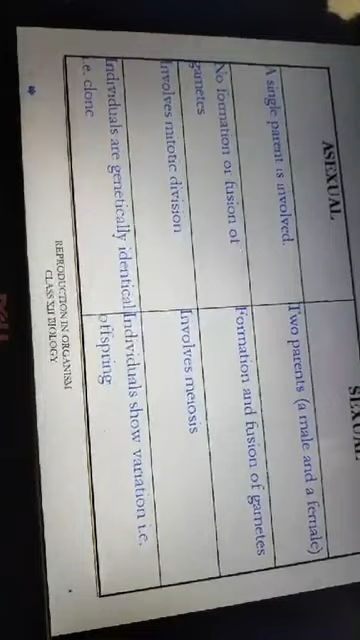 ASEXUAL
SEXUAL
A single parent is involved.
Two parents (a male and a female)
No formation or fusion of
gametes
Formation and fusion of gametes
Involves mitotic division
Involves meiosis
Individuals are genetically identical
i.e. clone
Individuals show variation i.e.
offspring
REPRODUCTION IN ORGANISM
CLASS XII BIOLOGY
DELL